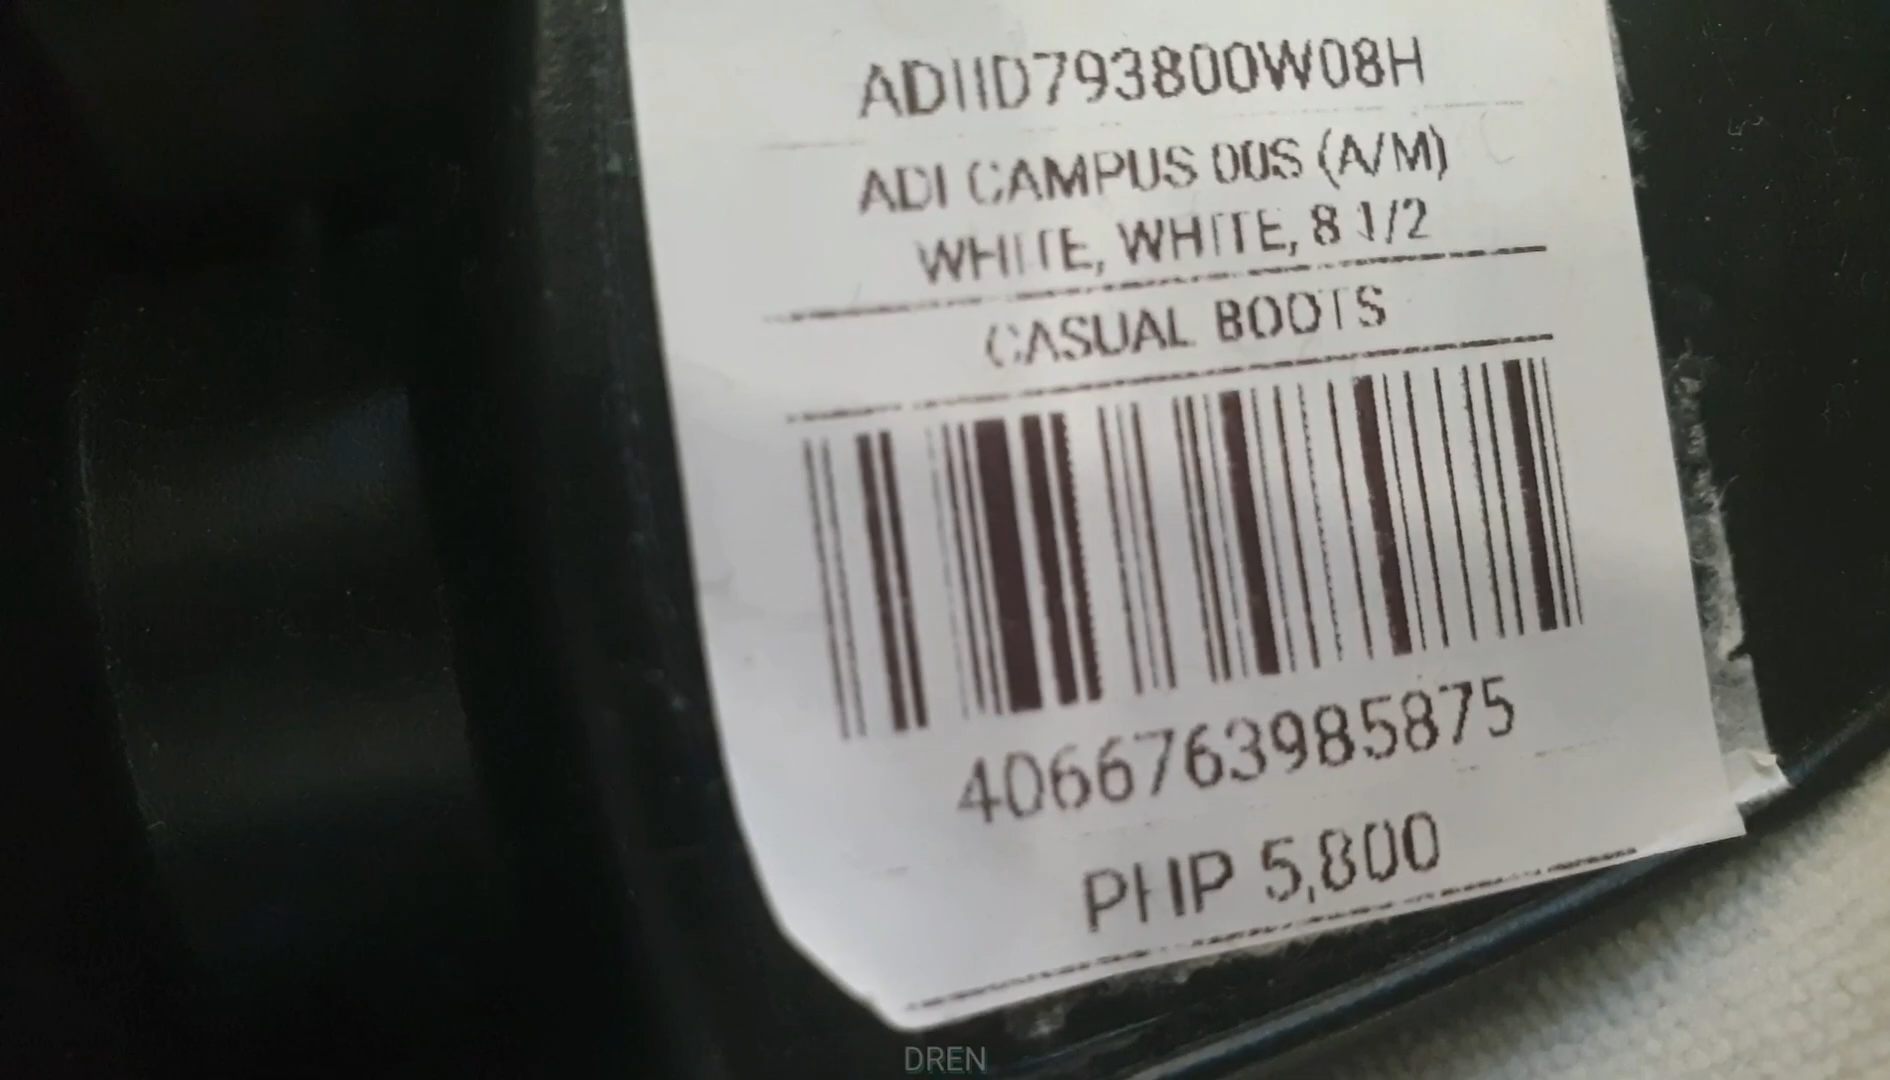 ADIID793800W08H
ADI CAMPUS 00S (A/M)
WHITE, WHITE, 8 1/2
CASUAL BOOTS
4066763985875
PHP 5,800
DREN